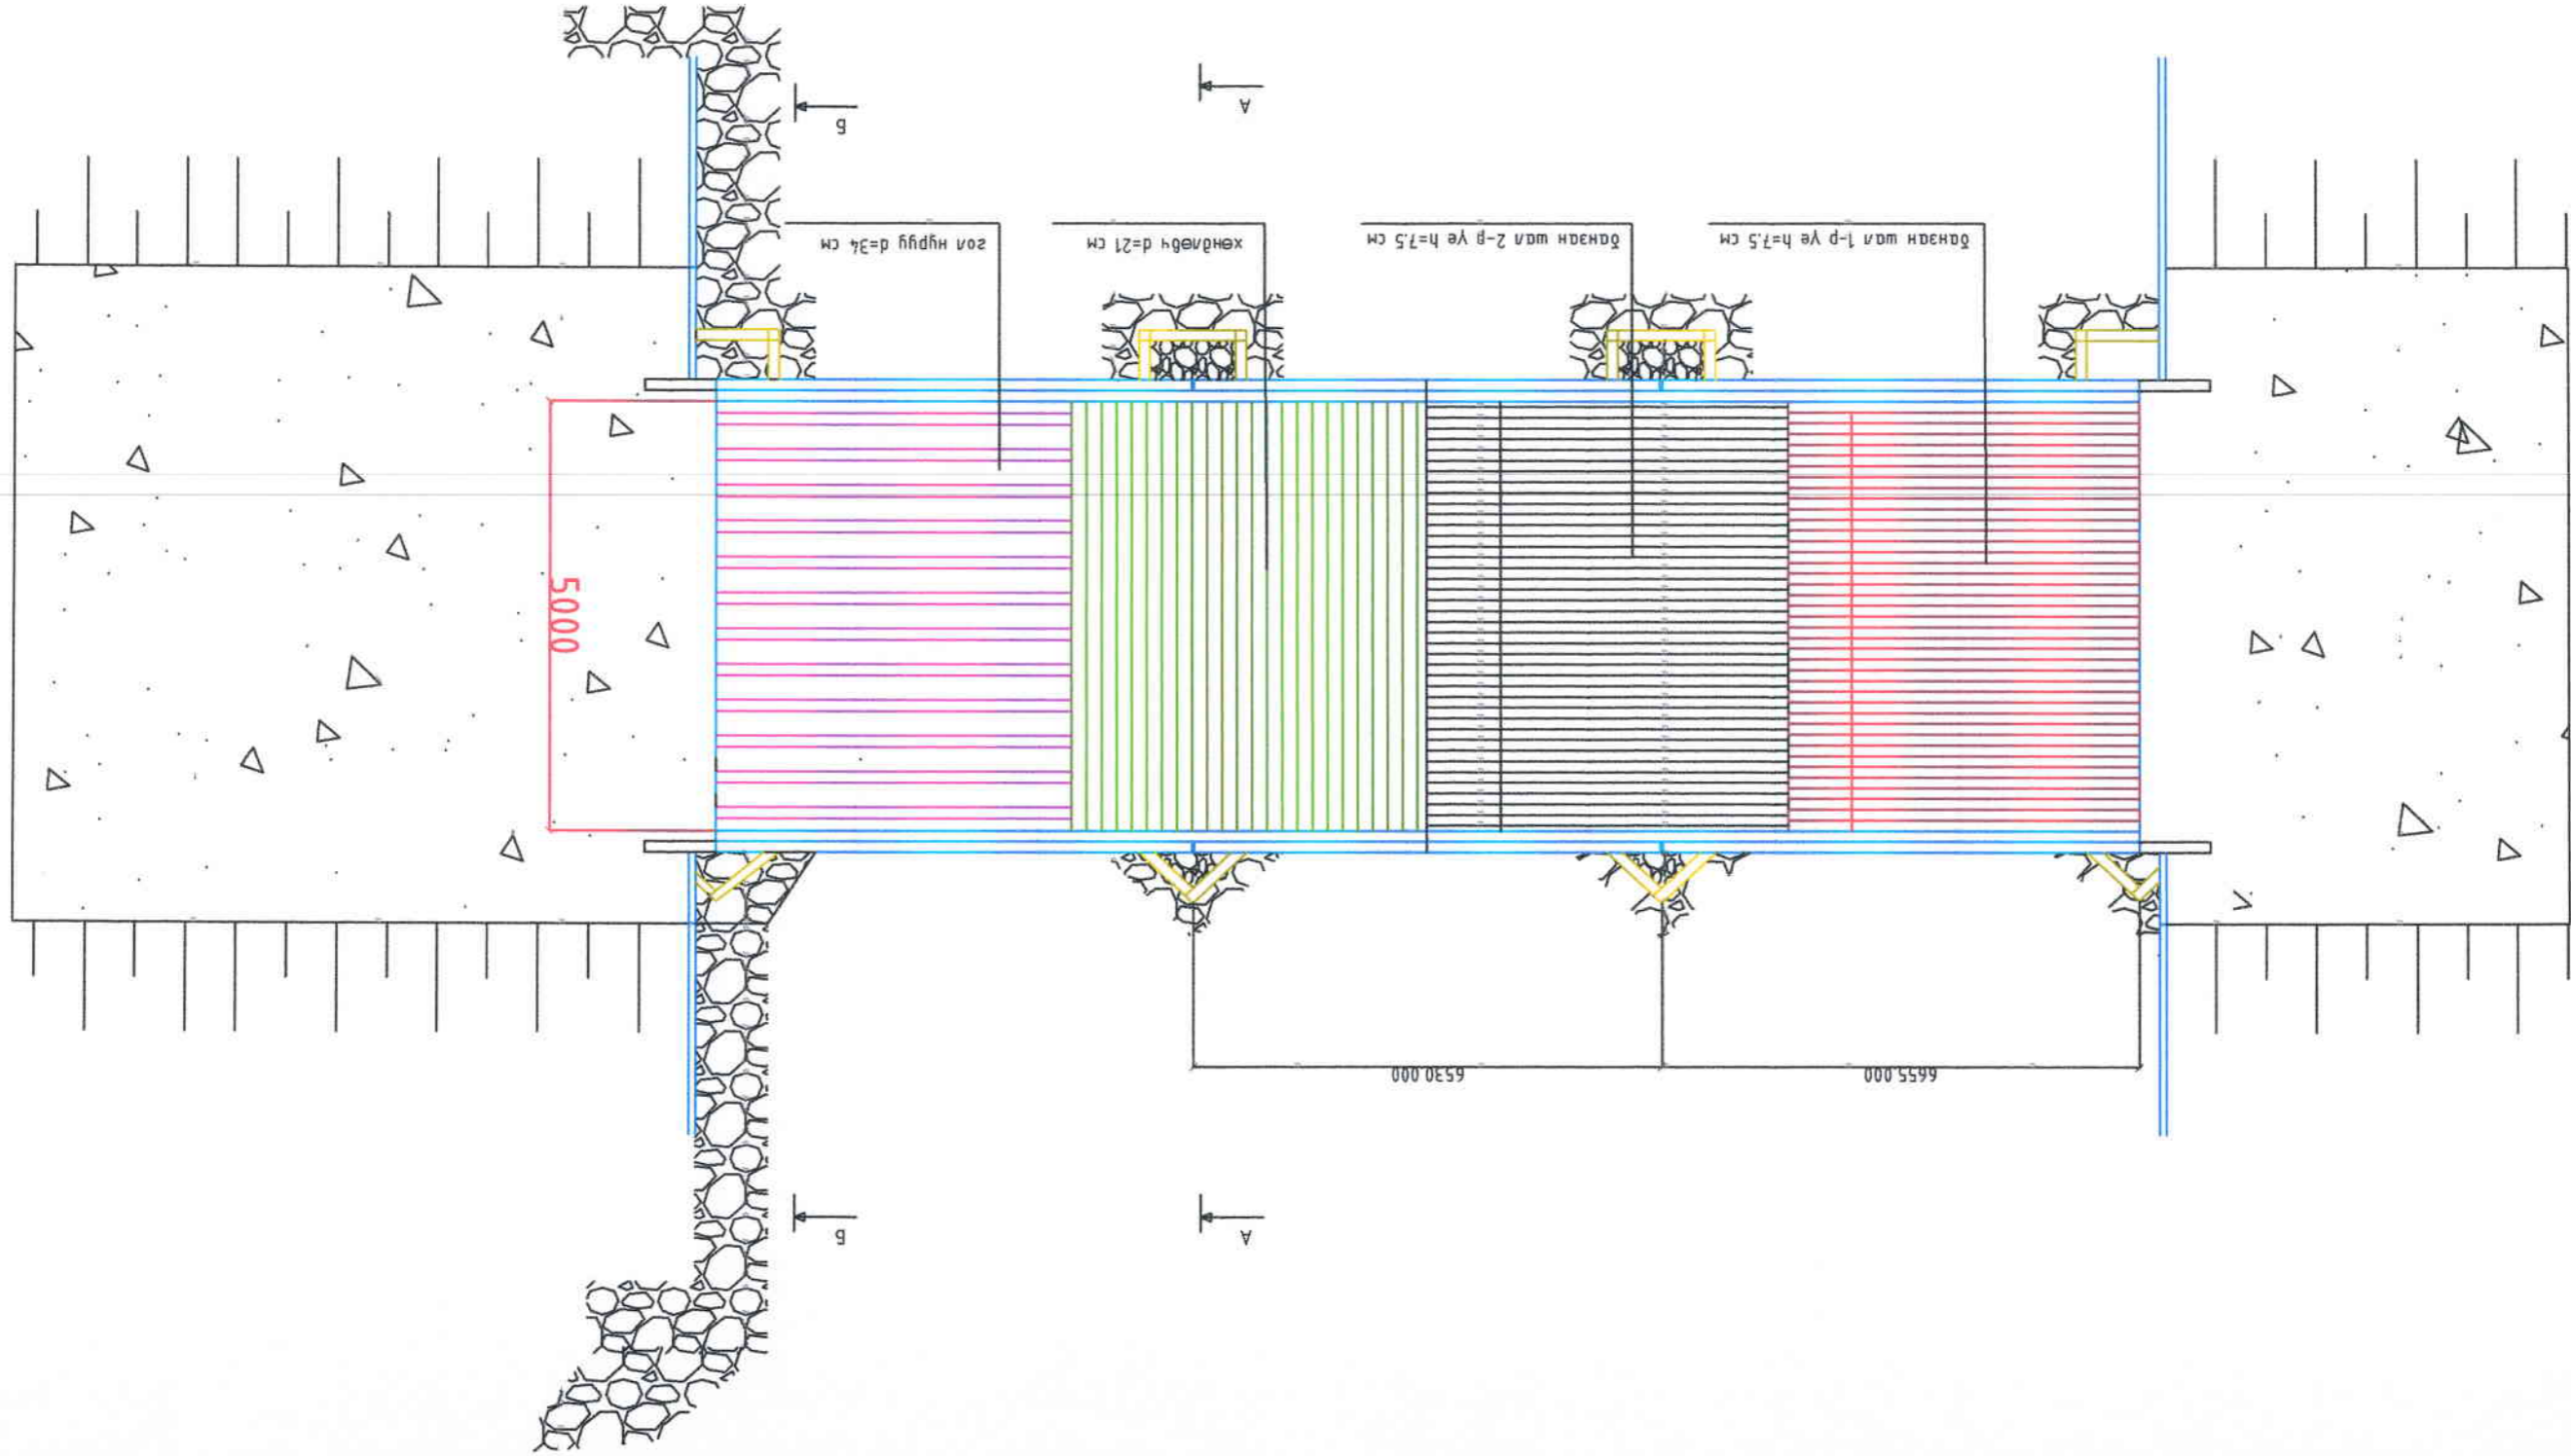 А
Б
6655.000
6530.000
5000
банзан шал 1-р үе h=7.5 см
банзан шал 2-р үе h=7.5 см
хөндлөвч d=21 см
гол нуруу d=34 см
Б
А